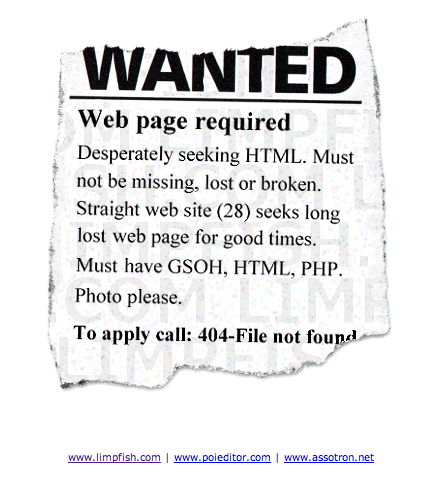 WANTED
Web page required
Desperately seeking HTML. Must
not be missing, lost or broken.
Straight web site (28) seeks long
lost web page for good times.
Must have GSOH, HTML, PHP.
Photo please.
To apply call: 404-File not found
www.limpfish.com | www.poieditor.com | www.assotron.net